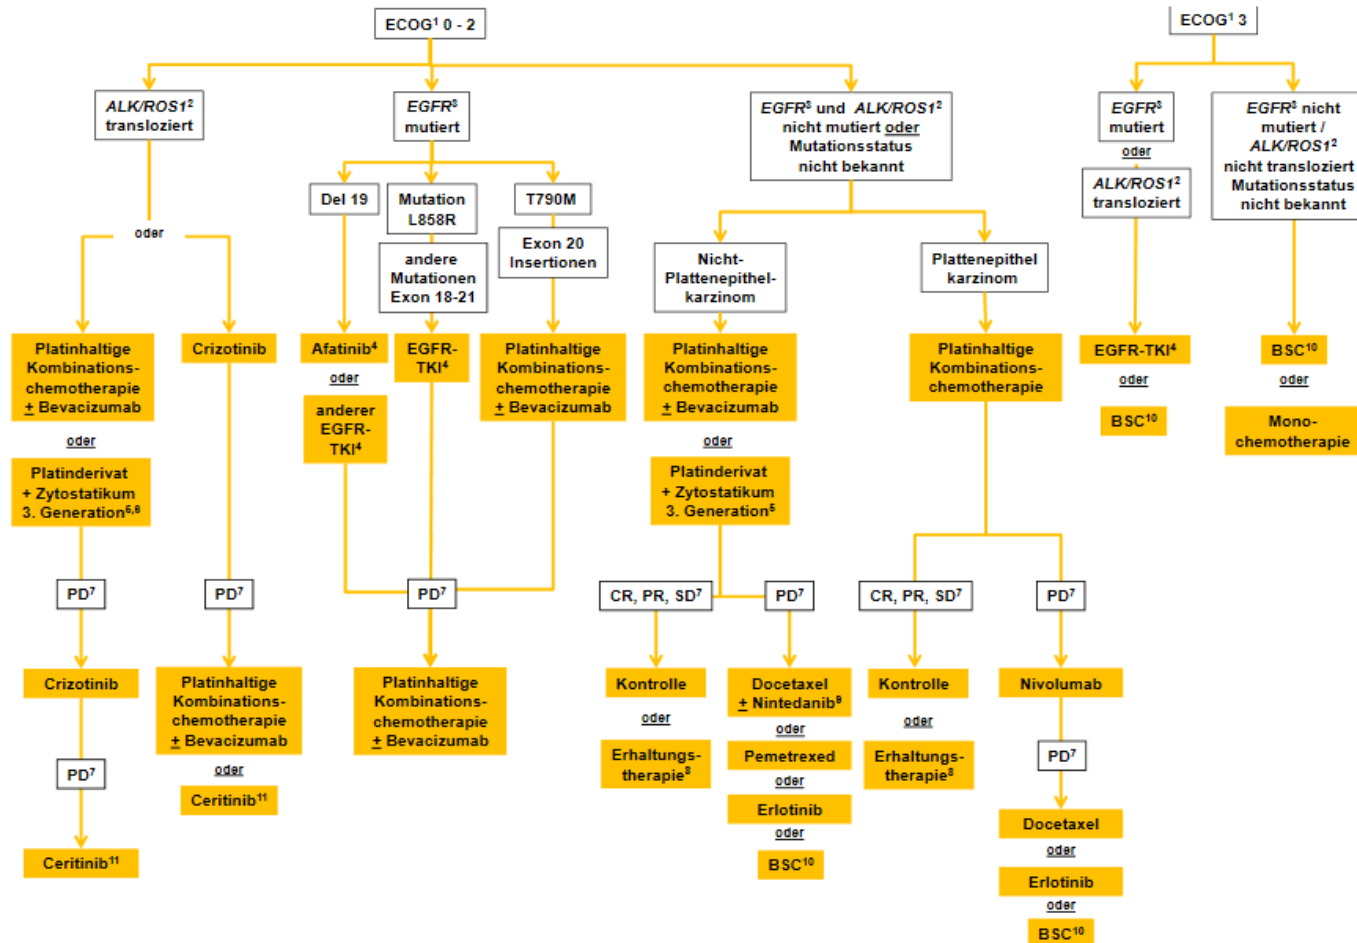 ECOG¹ 0 - 2
ECOG¹ 3
ALK/ROS1²
transloziert
EGFR³
mutiert
EGFR³ und ALK/ROS1²
nicht mutiert oder
Mutationsstatus
nicht bekannt
EGFR³
mutiert
oder
ALK/ROS1²
transloziert
EGFR³ nicht
mutiert /
ALK/ROS1²
nicht transloziert
Mutationsstatus
nicht bekannt
oder
Del 19
Mutation
L858R
andere
Mutationen
Exon 18-21
T790M
Exon 20
Insertionen
Nicht-
Plattenepithel-
karzinom
Plattenepithel
karzinom
Platinhaltige
Kombinations-
chemotherapie
± Bevacizumab
oder
Platinderivat
+ Zytostatikum
3. Generation⁵,⁶
Crizotinib
Afatinib⁴
oder
anderer
EGFR-
TKI⁴
EGFR-
TKI⁴
Platinhaltige
Kombinations-
chemotherapie
± Bevacizumab
Platinhaltige
Kombinations-
chemotherapie
± Bevacizumab
oder
Platinderivat
+ Zytostatikum
3. Generation⁵
Platinhaltige
Kombinations-
chemotherapie
EGFR-TKI⁴
oder
BSC¹⁰
BSC¹⁰
oder
Mono-
chemotherapie
PD⁷
PD⁷
PD⁷
CR, PR, SD⁷
PD⁷
CR, PR, SD⁷
PD⁷
Crizotinib
PD⁷
Ceritinib¹¹
Platinhaltige
Kombinations-
chemotherapie
± Bevacizumab
oder
Ceritinib¹¹
Platinhaltige
Kombinations-
chemotherapie
± Bevacizumab
Kontrolle
oder
Erhaltungs-
therapie⁸
Docetaxel
± Nintedanib⁹
oder
Pemetrexed
oder
Erlotinib
oder
BSC¹⁰
Kontrolle
oder
Erhaltungs-
therapie⁸
Nivolumab
PD⁷
Docetaxel
oder
Erlotinib
oder
BSC¹⁰